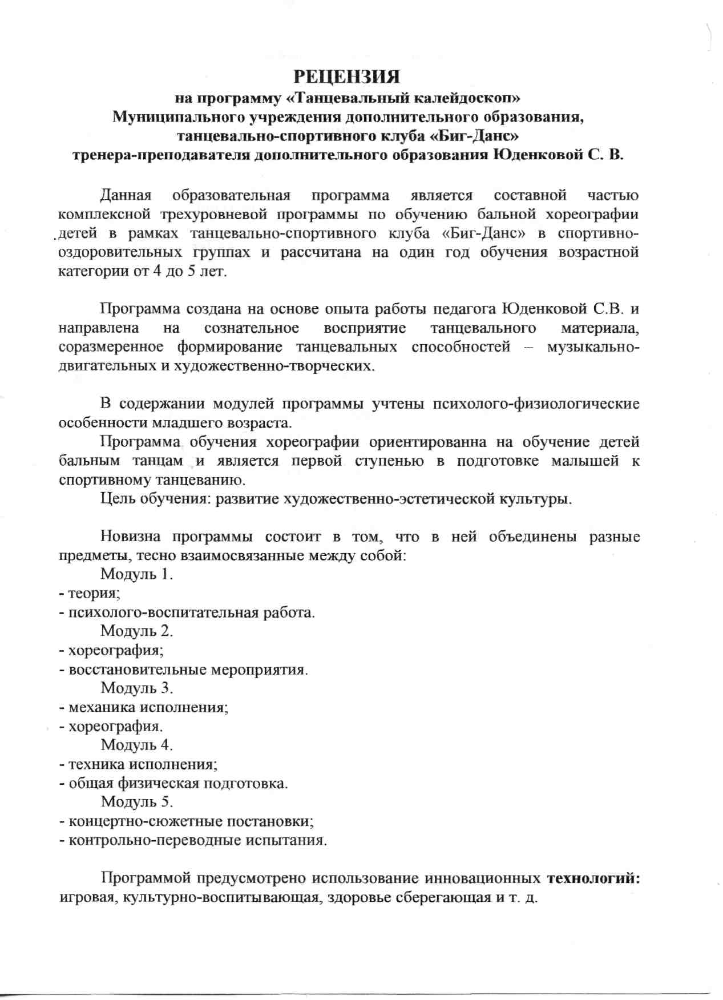 РЕЦЕНЗИЯ
на программу «Танцевальный калейдоскоп»
Муниципального учреждения дополнительного образования,
танцевально-спортивного клуба «Биг-Данс»
тренера-преподавателя дополнительного образования Юденковой С. В.
Данная образовательная программа является составной частью
комплексной трехуровневой программы по обучению бальной хореографии
детей в рамках танцевально-спортивного клуба «Биг-Данс» в спортивно-
оздоровительных группах и рассчитана на один год обучения возрастной
категории от 4 до 5 лет.
Программа создана на основе опыта работы педагога Юденковой С.В. и
направлена на сознательное восприятие танцевального материала,
соразмеренное формирование танцевальных способностей – музыкально-
двигательных и художественно-творческих.
В содержании модулей программы учтены психолого-физиологические
особенности младшего возраста.
Программа обучения хореографии ориентированна на обучение детей
бальным танцам и является первой ступенью в подготовке малышей к
спортивному танцеванию.
Цель обучения: развитие художественно-эстетической культуры.
Новизна программы состоит в том, что в ней объединены разные
предметы, тесно взаимосвязанные между собой:
Модуль 1.
- теория;
- психолого-воспитательная работа.
Модуль 2.
- хореография;
- восстановительные мероприятия.
Модуль 3.
- механика исполнения;
- хореография.
Модуль 4.
- техника исполнения;
- общая физическая подготовка.
Модуль 5.
- концертно-сюжетные постановки;
- контрольно-переводные испытания.
Программой предусмотрено использование инновационных технологий:
игровая, культурно-воспитывающая, здоровье сберегающая и т. д.